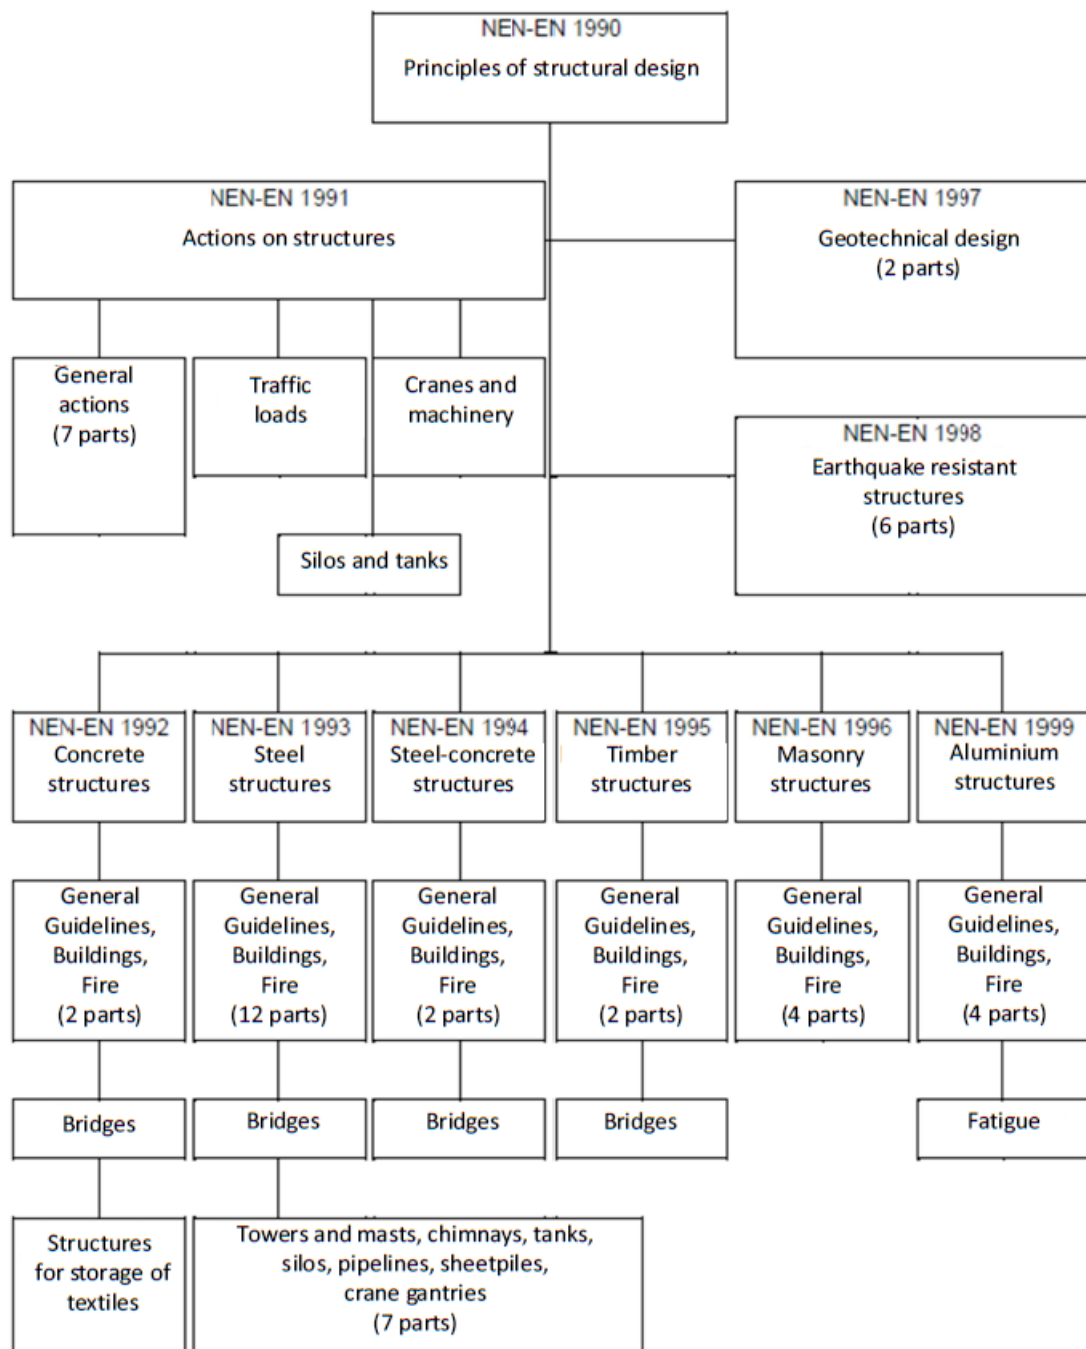 NEN-EN 1990
Principles of structural design
NEN-EN 1991
Actions on structures
NEN-EN 1997
Geotechnical design
(2 parts)
General
actions
(7 parts)
Traffic
loads
Cranes and
machinery
NEN-EN 1998
Earthquake resistant
structures
(6 parts)
Silos and tanks
NEN-EN 1992
Concrete
structures
NEN-EN 1993
Steel
structures
NEN-EN 1994
Steel-concrete
structures
NEN-EN 1995
Timber
structures
NEN-EN 1996
Masonry
structures
NEN-EN 1999
Aluminium
structures
General
Guidelines,
Buildings,
Fire
(2 parts)
General
Guidelines,
Buildings,
Fire
(12 parts)
General
Guidelines,
Buildings,
Fire
(2 parts)
General
Guidelines,
Buildings,
Fire
(2 parts)
General
Guidelines,
Buildings,
Fire
(4 parts)
General
Guidelines,
Buildings,
Fire
(4 parts)
Bridges
Bridges
Bridges
Bridges
Fatigue
Structures
for storage of
textiles
Towers and masts, chimnays, tanks,
silos, pipelines, sheetpiles,
crane gantries
(7 parts)